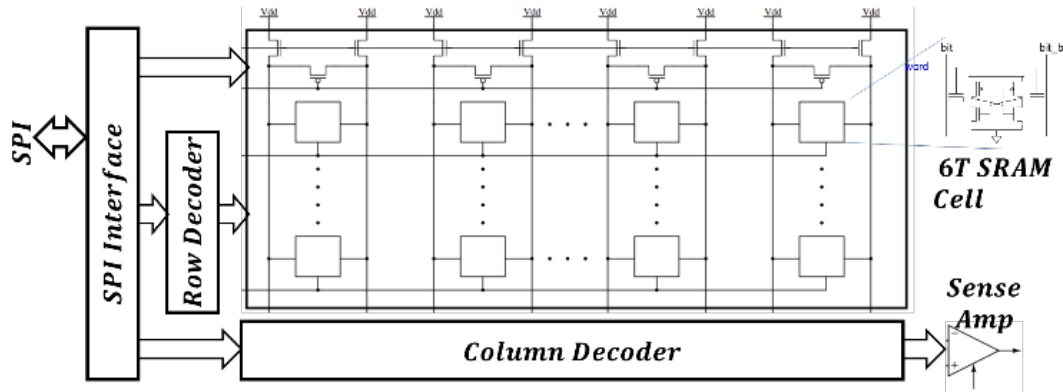 Vdd Vdd Vdd Vdd Vdd Vdd Vdd Vdd
bit bit_b
word
SPI
SPI Interface
Row Decoder
6T SRAM
Cell
Sense
Amp
Column Decoder